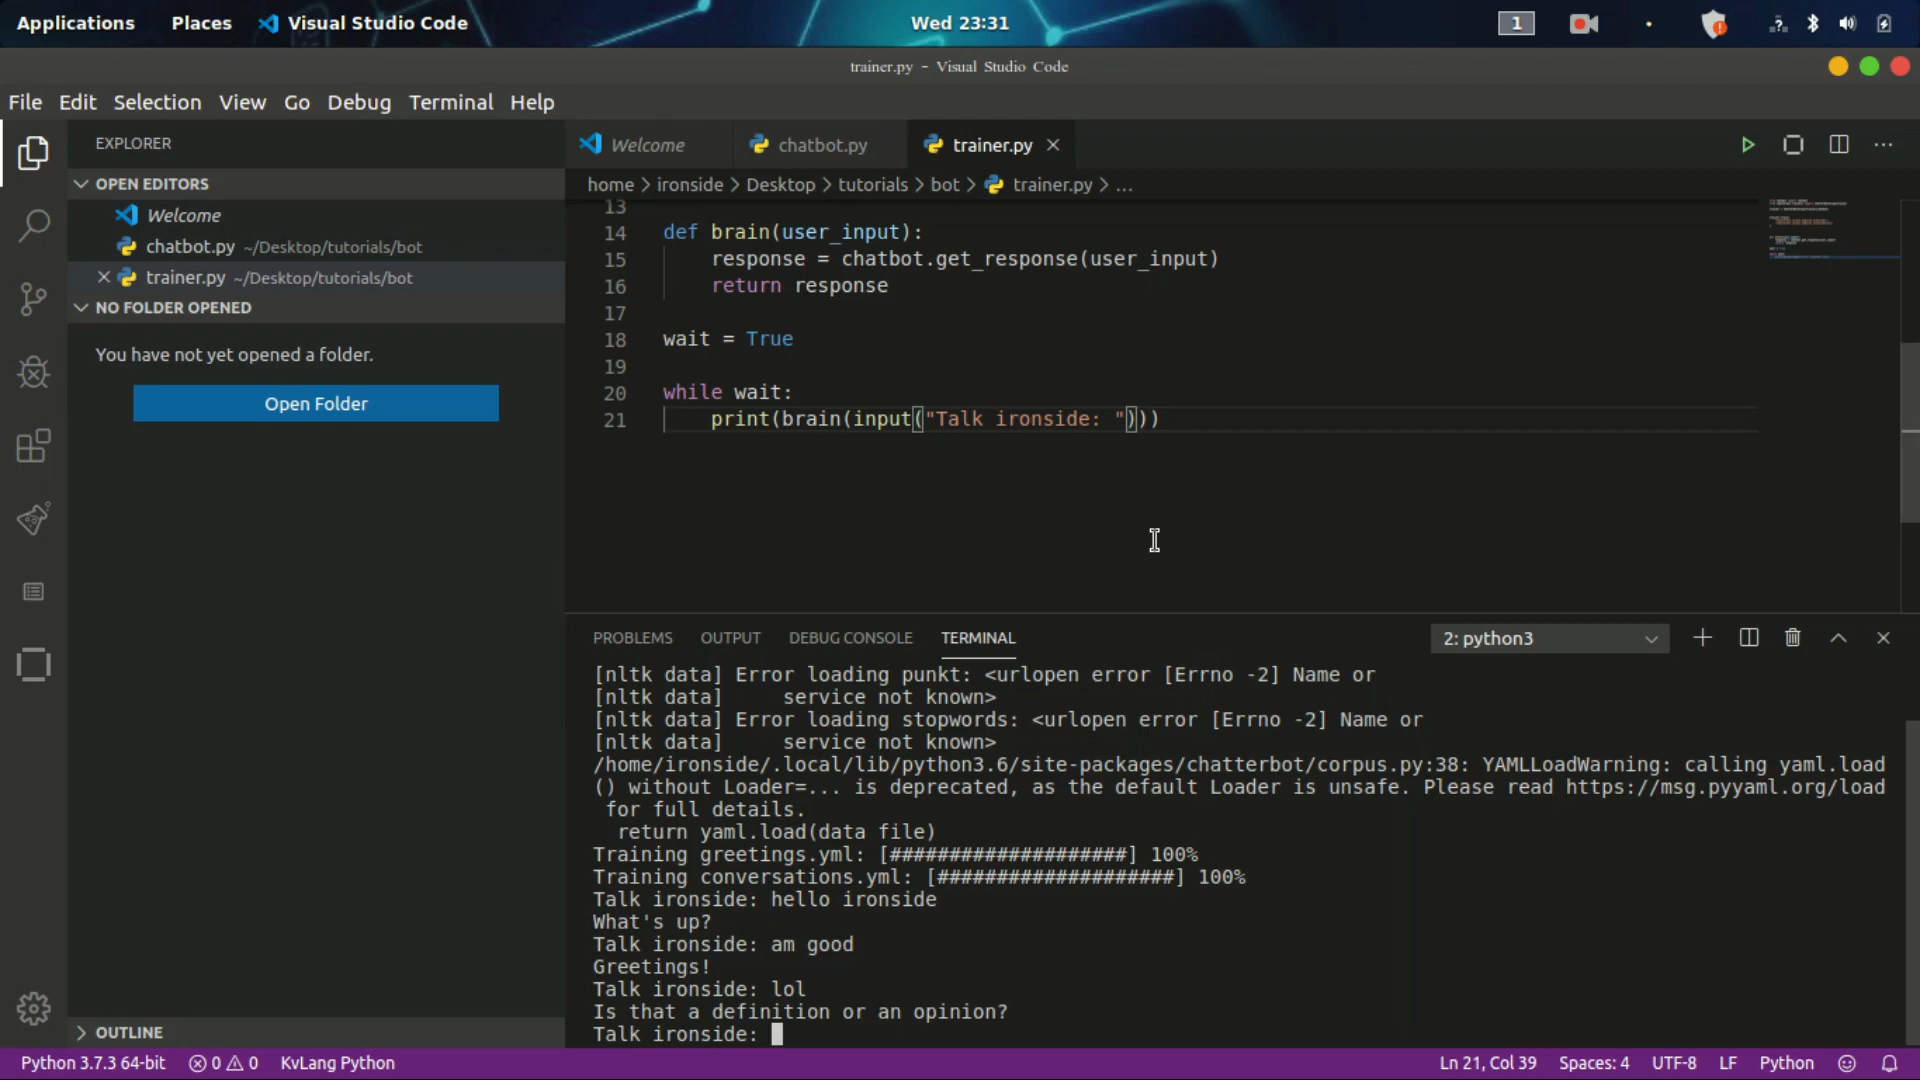 Applications Places Visual Studio Code Wed 23:31 1
trainer.py - Visual Studio Code
File Edit Selection View Go Debug Terminal Help
EXPLORER
OPEN EDITORS
Welcome
chatbot.py ~/Desktop/tutorials/bot
trainer.py ~/Desktop/tutorials/bot
NO FOLDER OPENED
You have not yet opened a folder.
Open Folder
OUTLINE
Welcome chatbot.py trainer.py
home > ironside > Desktop > tutorials > bot > trainer.py > ...
13
14 def brain(user_input):
15 response = chatbot.get_response(user_input)
16 return response
17
18 wait = True
19
20 while wait:
21 print(brain(input("Talk ironside: ")))
PROBLEMS OUTPUT DEBUG CONSOLE TERMINAL 2: python3
[nltk data] Error loading punkt: <urlopen error [Errno -2] Name or
[nltk data] service not known>
[nltk data] Error loading stopwords: <urlopen error [Errno -2] Name or
[nltk data] service not known>
/home/ironside/.local/lib/python3.6/site-packages/chatterbot/corpus.py:38: YAMLLoadWarning: calling yaml.load
() without Loader=... is deprecated, as the default Loader is unsafe. Please read https://msg.pyyaml.org/load
for full details.
return yaml.load(data file)
Training greetings.yml: [####################] 100%
Training conversations.yml: [####################] 100%
Talk ironside: hello ironside
What's up?
Talk ironside: am good
Greetings!
Talk ironside: lol
Is that a definition or an opinion?
Talk ironside:
Python 3.7.3 64-bit 0 0 KvLang Python Ln 21, Col 39 Spaces: 4 UTF-8 LF Python